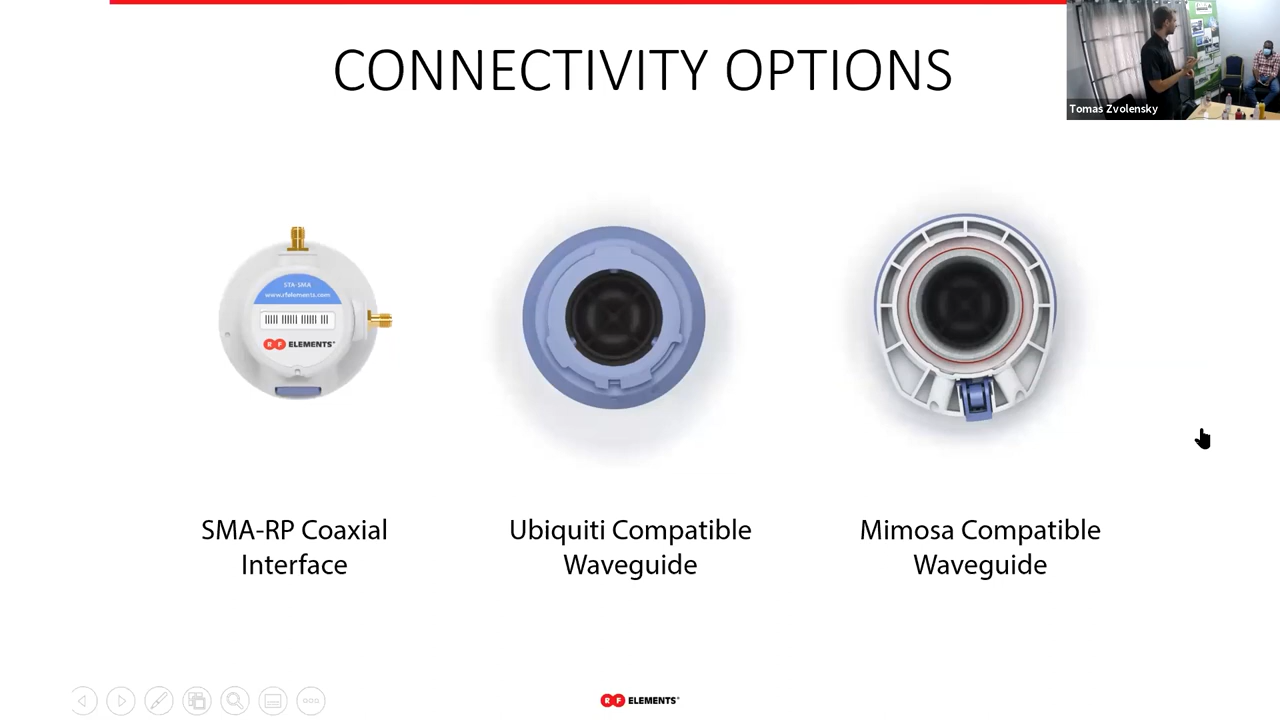 CONNECTIVITY OPTIONS
Tomas Zvolensky
STA-SMA
www.rfelements.com
RF ELEMENTS
SMA-RP Coaxial
Interface
Ubiquiti Compatible
Waveguide
Mimosa Compatible
Waveguide
RF ELEMENTS